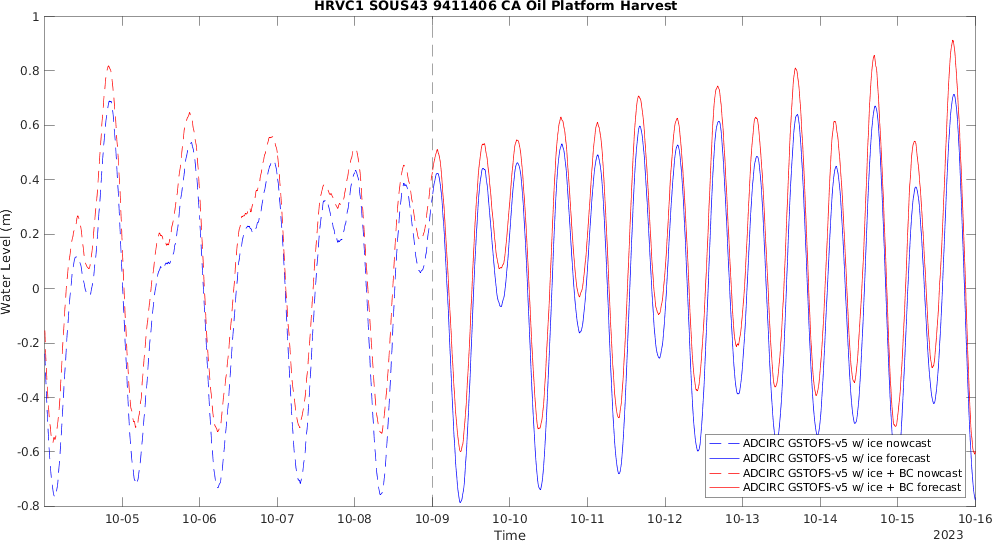 HRVC1 SOUS43 9411406 CA Oil Platform Harvest
1
0.8
0.6
0.4
0.2
0
-0.2
-0.4
-0.6
-0.8
Water Level (m)
ADCIRC GSTOFS-v5 w/ ice nowcast
ADCIRC GSTOFS-v5 w/ ice forecast
ADCIRC GSTOFS-v5 w/ ice + BC nowcast
ADCIRC GSTOFS-v5 w/ ice + BC forecast
10-05 10-06 10-07 10-08 10-09 10-10 10-11 10-12 10-13 10-14 10-15 10-16
Time
2023